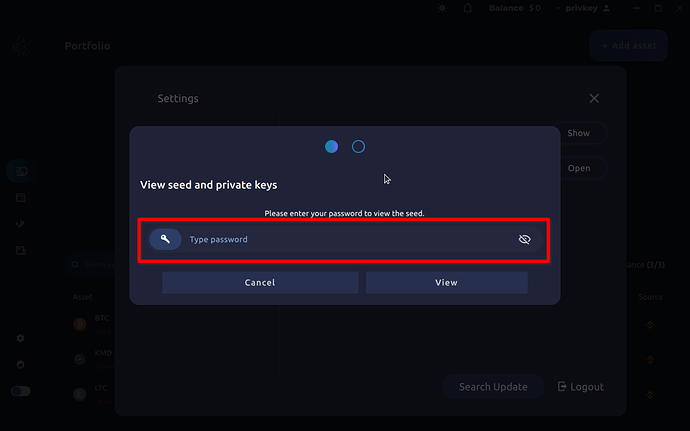 Balance $ 0
privkey
Portfolio
+ Add asset
Settings
Show
Open
View seed and private keys
Please enter your password to view the seed.
Type password
Cancel
View
(3/3)
Asset
Source
BTC
KMD
LTC
Search Update
Logout